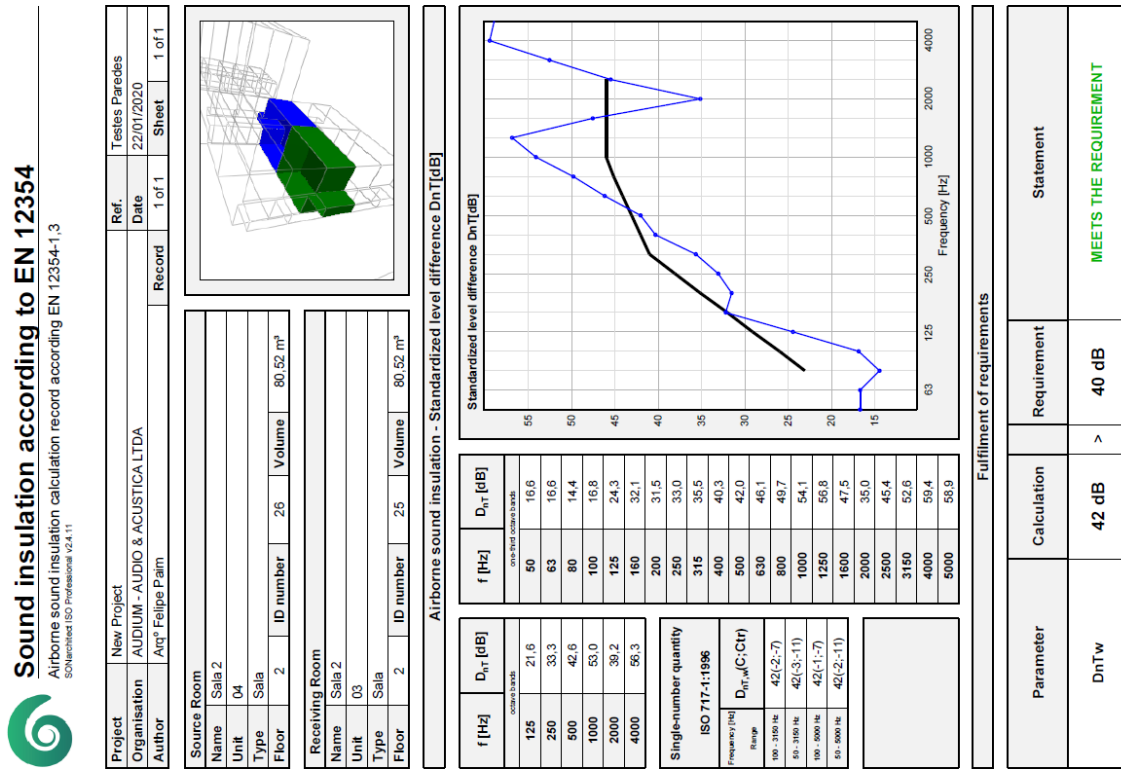 Sound insulation according to EN 12354
Airborne sound insulation calculation record according EN 12354-1,3
SONarchitect ISO Professional v2.4.11
Project New Project Ref. Testes Paredes
Organisation AUDIUM - AUDIO & ACUSTICA LTDA Date 22/01/2020
Author Arqº Felipe Paim Record 1 of 1 Sheet 1 of 1
Source Room
Name Sala 2
Unit 04
Type Sala
Floor 2 ID number 26 Volume 80,52 m³
Receiving Room
Name Sala 2
Unit 03
Type Sala
Floor 2 ID number 25 Volume 80,52 m³
Airborne sound insulation - Standardized level difference DnT[dB]
f [Hz] DnT [dB]
octave bands
125 21,6
250 33,3
500 42,6
1000 53,0
2000 39,2
4000 56,3
Single-number quantity
ISO 717-1:1996
Frequency [Hz] Range DnT,w(C;Ctr)
100 - 3150 Hz 42(-2;-7)
50 - 3150 Hz 42(-3;-11)
100 - 5000 Hz 42(-1;-7)
50 - 5000 Hz 42(-2;-11)
f [Hz] DnT [dB]
one-third octave bands
50 16,6
63 16,6
80 14,4
100 16,8
125 24,3
160 32,1
200 31,5
250 33,0
315 35,5
400 40,3
500 42,0
630 46,1
800 49,7
1000 54,1
1250 56,8
1600 47,5
2000 35,0
2500 45,4
3150 52,6
4000 59,4
5000 58,9
Standardized level difference DnT[dB]
55
50
45
40
35
30
25
20
15
63 125 250 500 1000 2000 4000
Frequency [Hz]
Fulfilment of requirements
Parameter Calculation Requirement Statement
DnTw 42 dB > 40 dB MEETS THE REQUIREMENT